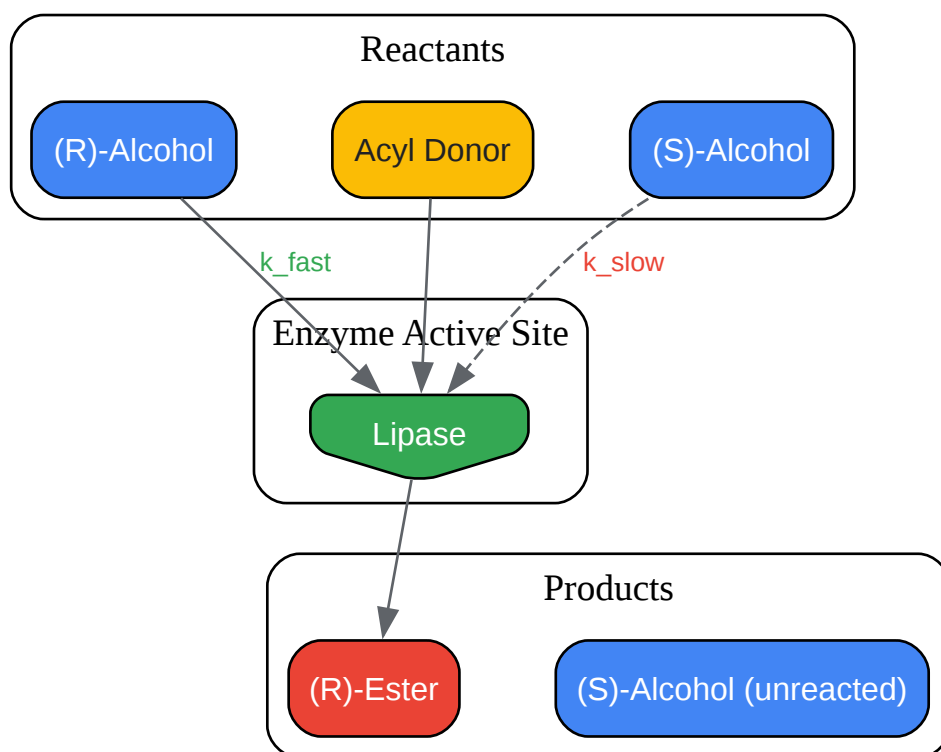 Reactants
(R)-Alcohol
Acyl Donor
(S)-Alcohol
k_fast
k_slow
Enzyme Active Site
Lipase
Products
(R)-Ester
(S)-Alcohol (unreacted)